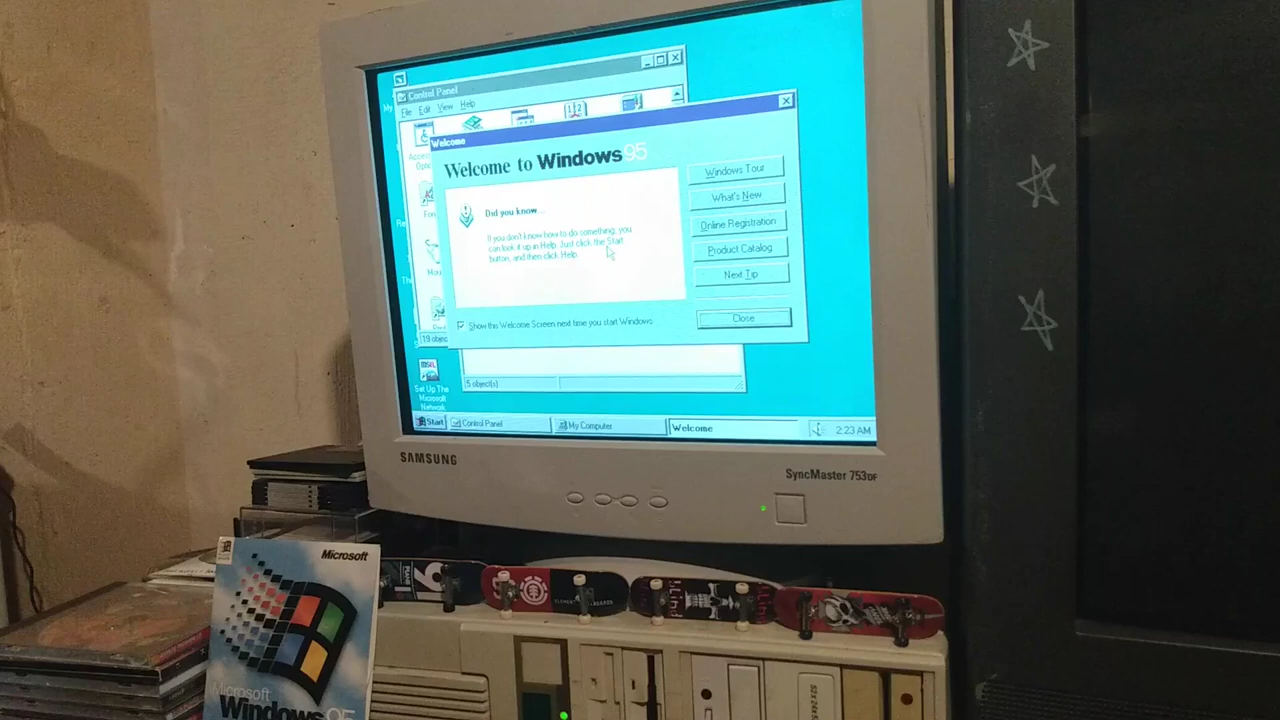 Control Panel
File Edit View Help
Welcome
Welcome to Windows 95
Did you know...
If you don't know how to do something, you
can look it up in Help. Just click the Start
button, and then click Help.
Windows Tour
What's New
Online Registration
Product Catalog
Next Tip
Close
Show this Welcome Screen next time you start Windows
19 objec
5 object(s)
Set Up The
Microsoft
Network
Start
Control Panel
My Computer
Welcome
2:23 AM
SAMSUNG
SyncMaster 753DF
Microsoft
Microsoft
Windows 95